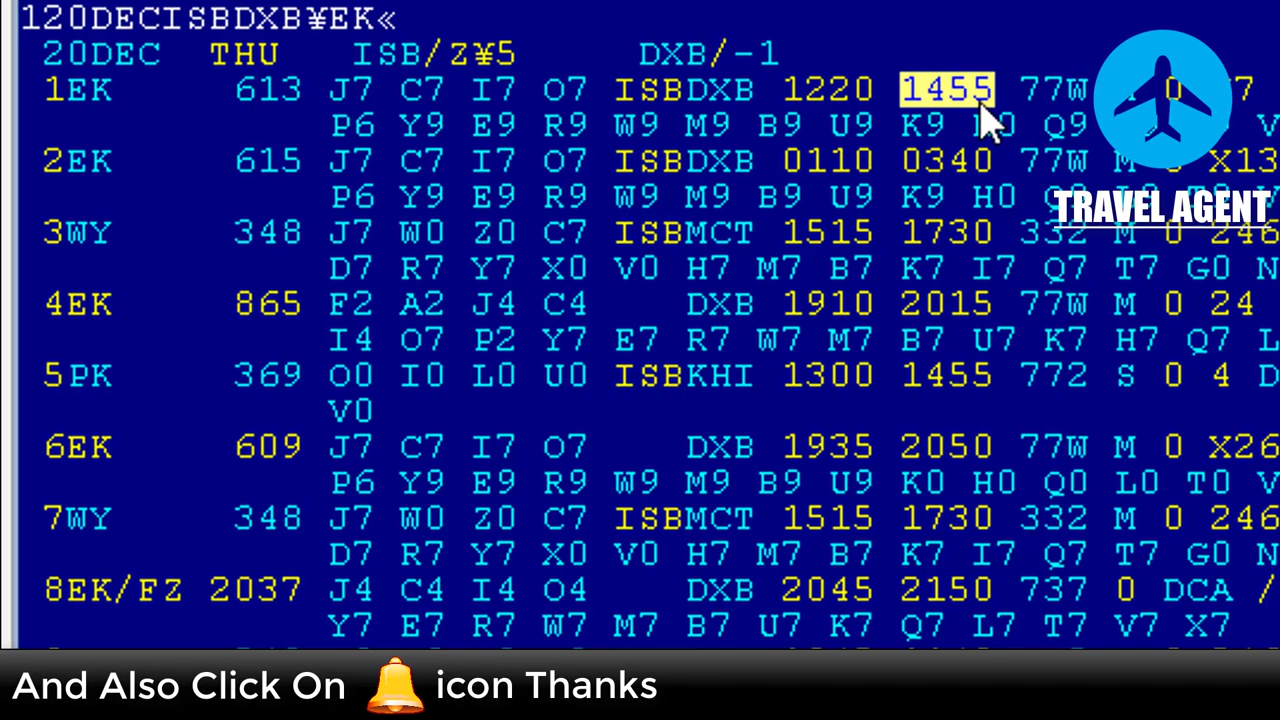 120DECISBDXB¥EK«
20DEC THU ISB/Z¥5 DXB/-1
1EK 613 J7 C7 I7 O7 ISBDXB 1220 1455 77W 0 7
P6 Y9 E9 R9 W9 M9 B9 U9 K9 Q9 V
2EK 615 J7 C7 I7 O7 ISBDXB 0110 0340 77W M X13
P6 Y9 E9 R9 W9 M9 B9 U9 K9 H0
TRAVEL AGENT
3WY 348 J7 W0 Z0 C7 ISBMCT 1515 1730 332 M 0 246
D7 R7 Y7 X0 V0 H7 M7 B7 K7 I7 Q7 T7 G0 N
4EK 865 F2 A2 J4 C4 DXB 1910 2015 77W M 0 24
I4 O7 P2 Y7 E7 R7 W7 M7 B7 U7 K7 H7 Q7 L
5PK 369 O0 I0 L0 U0 ISBKHI 1300 1455 772 S 0 4 D
V0
6EK 609 J7 C7 I7 O7 DXB 1935 2050 77W M 0 X26
P6 Y9 E9 R9 W9 M9 B9 U9 K0 H0 Q0 L0 T0 V
7WY 348 J7 W0 Z0 C7 ISBMCT 1515 1730 332 M 0 246
D7 R7 Y7 X0 V0 H7 M7 B7 K7 I7 Q7 T7 G0 N
8EK/FZ 2037 J4 C4 I4 O4 DXB 2045 2150 737 0 DCA /
Y7 E7 R7 W7 M7 B7 U7 K7 Q7 L7 T7 V7 X7
And Also Click On icon Thanks